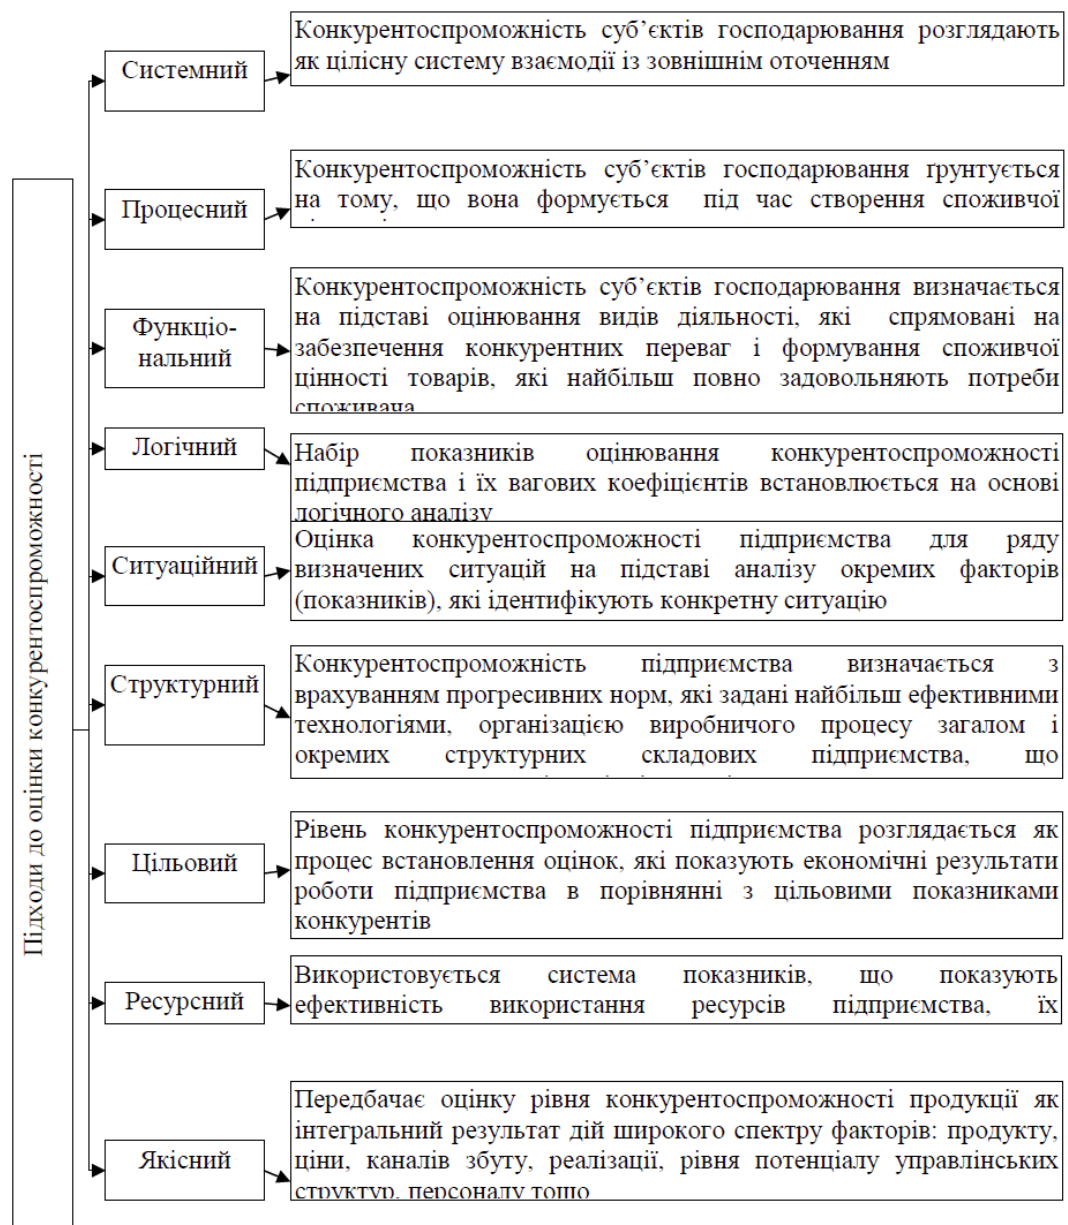 Підходи до оцінки конкурентоспроможності
Системний
Конкурентоспроможність суб’єктів господарювання розглядають
як цілісну систему взаємодії із зовнішнім оточенням
Процесний
Конкурентоспроможність суб’єктів господарювання ґрунтується
на тому, що вона формується під час створення споживчої
Функціо-
нальний
Конкурентоспроможність суб’єктів господарювання визначається
на підставі оцінювання видів діяльності, які спрямовані на
забезпечення конкурентних переваг і формування споживчої
цінності товарів, які найбільш повно задовольняють потреби
споживача
Логічний
Набір показників оцінювання конкурентоспроможності
підприємства і їх вагових коефіцієнтів встановлюється на основі
логічного аналізу
Ситуаційний
Оцінка конкурентоспроможності підприємства для ряду
визначених ситуацій на підставі аналізу окремих факторів
(показників), які ідентифікують конкретну ситуацію
Структурний
Конкурентоспроможність підприємства визначається з
врахуванням прогресивних норм, які задані найбільш ефективними
технологіями, організацією виробничого процесу загалом і
окремих структурних складових підприємства, що
Цільовий
Рівень конкурентоспроможності підприємства розглядається як
процес встановлення оцінок, які показують економічні результати
роботи підприємства в порівнянні з цільовими показниками
конкурентів
Ресурсний
Використовується система показників, що показують
ефективність використання ресурсів підприємства, їх
Якісний
Передбачає оцінку рівня конкурентоспроможності продукції як
інтегральний результат дій широкого спектру факторів: продукту,
ціни, каналів збуту, реалізації, рівня потенціалу управлінських
структур, персоналу тощо